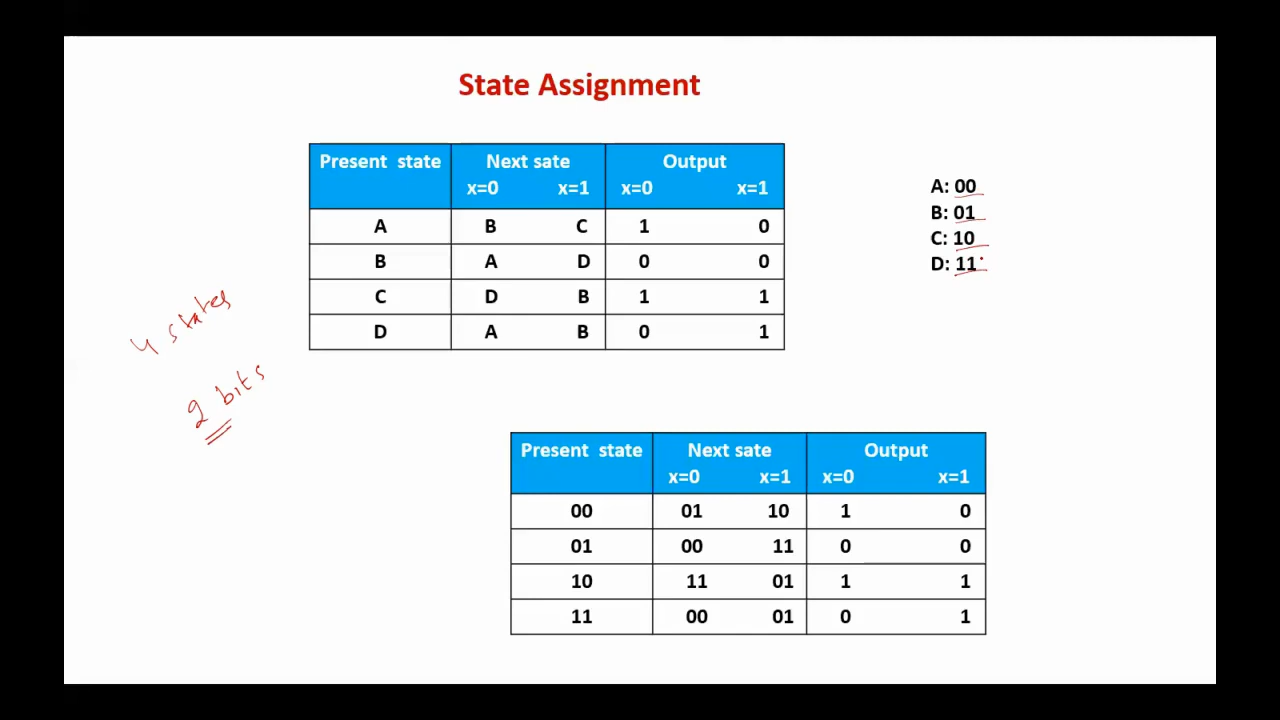 State Assignment
Present state Next sate Output
x=0 x=1 x=0 x=1
A B C 1 0
B A D 0 0
C D B 1 1
D A B 0 1
A: 00
B: 01
C: 10
D: 11
4 states
2 bits
Present state Next sate Output
x=0 x=1 x=0 x=1
00 01 10 1 0
01 00 11 0 0
10 11 01 1 1
11 00 01 0 1